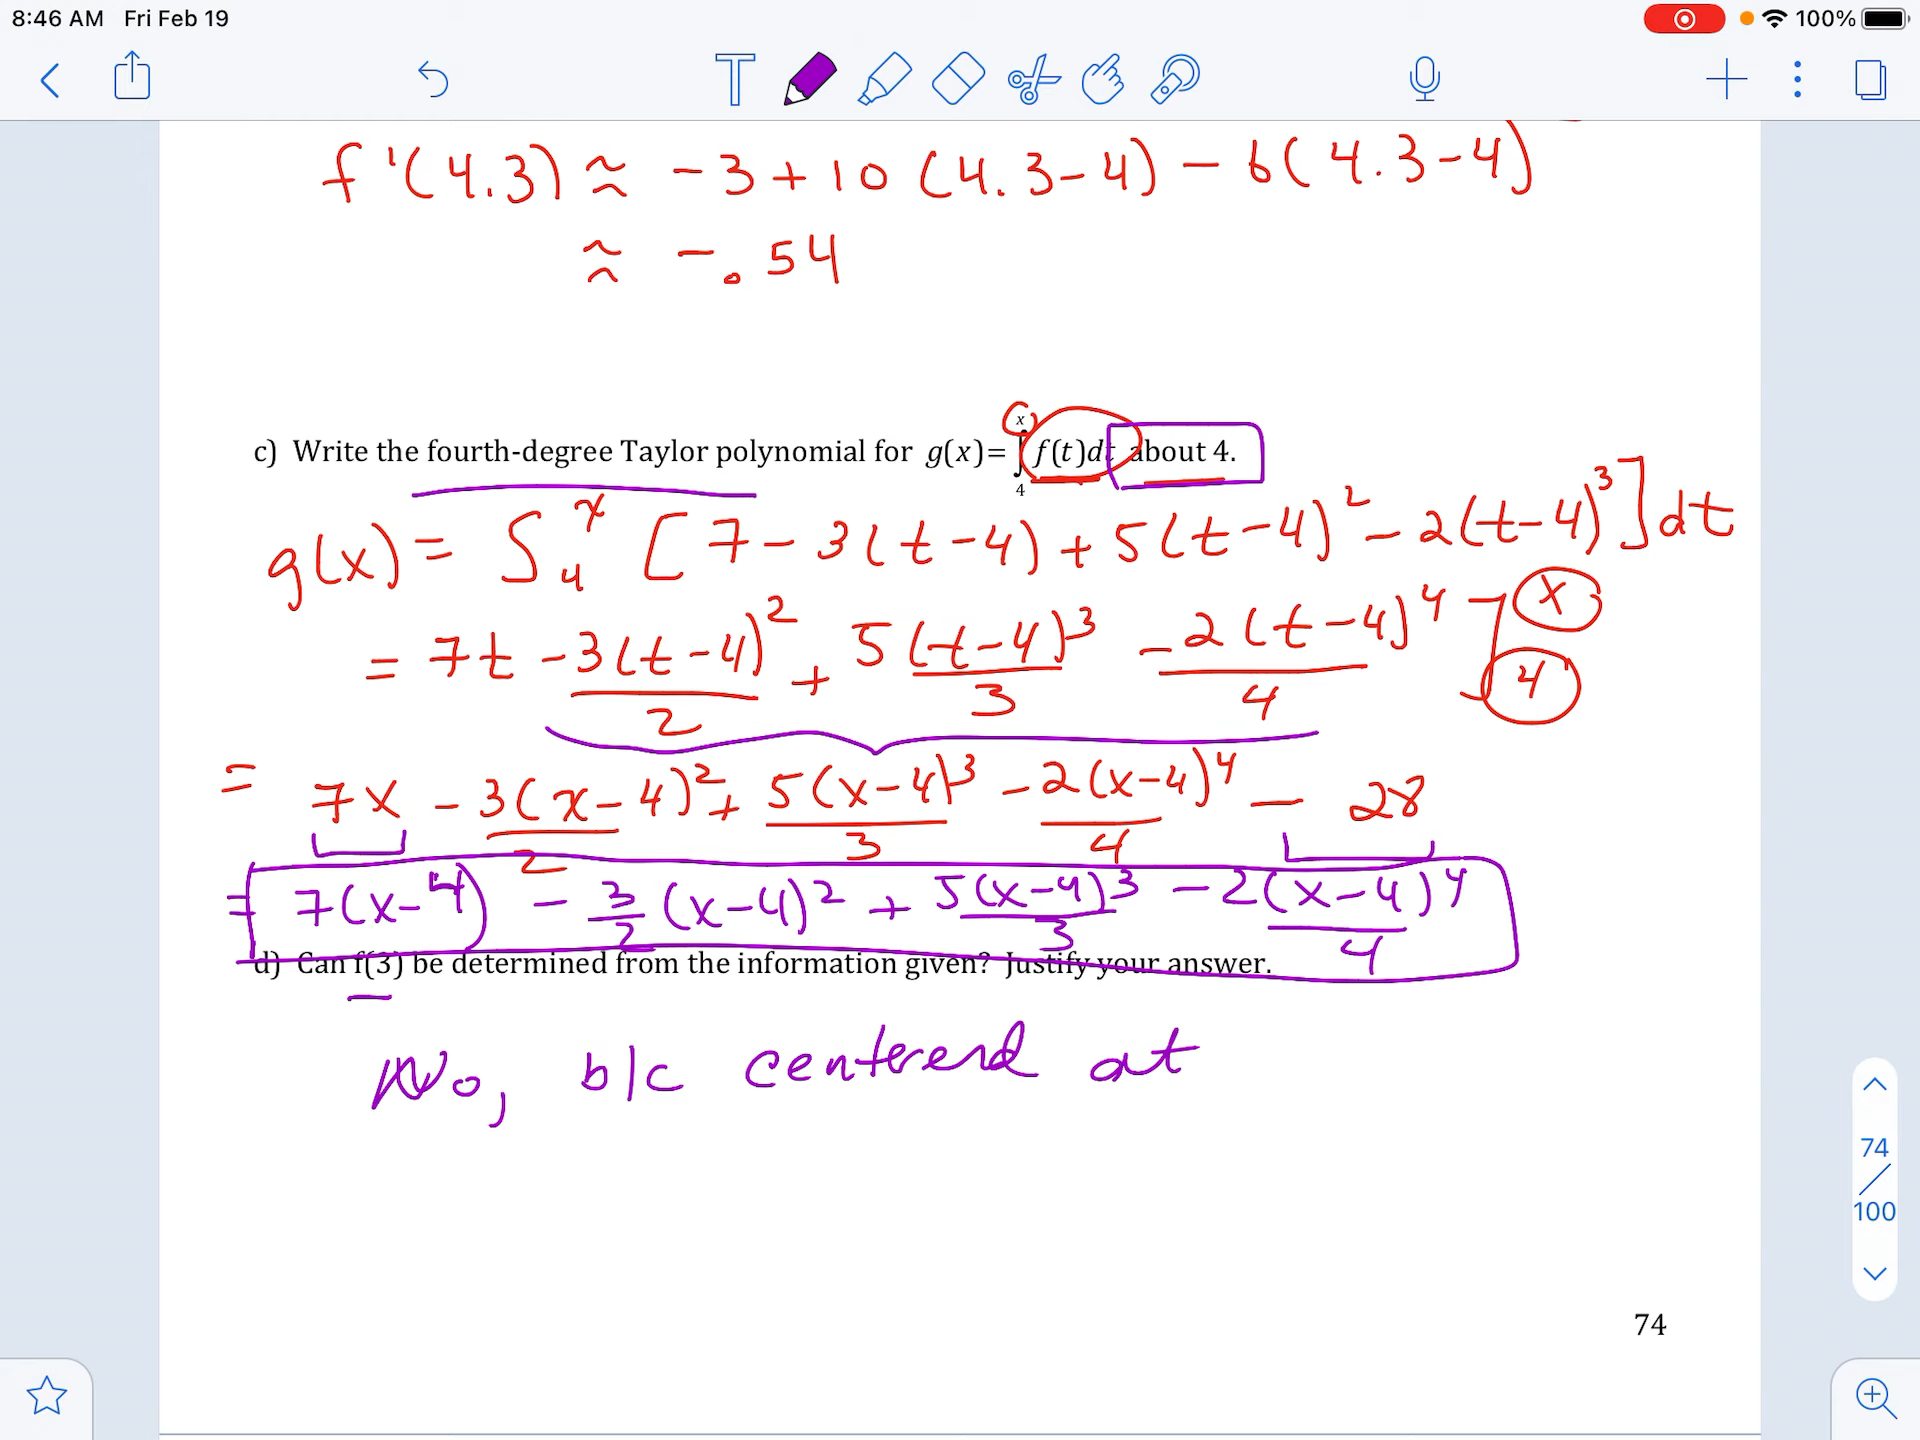 8:46 AM Fri Feb 19 100%
T
f'(4.3) ≈ -3 + 10 (4.3-4) - 6(4.3-4)
≈ -.54
c) Write the fourth-degree Taylor polynomial for g(x)= ∫₄ˣ f(t)dt about 4.
g(x) = ∫₄ˣ [7 - 3(t-4) + 5(t-4)² - 2(t-4)³]dt
= 7t - 3(t-4)²/2 + 5(t-4)³/3 - 2(t-4)⁴/4 ]₄ˣ
= 7x - 3(x-4)²/2 + 5(x-4)³/3 - 2(x-4)⁴/4 - 28
= 7(x-4) - 3/2 (x-4)² + 5(x-4)³/3 - 2(x-4)⁴/4
d) Can f(3) be determined from the information given? Justify your answer.
No, b/c centerend at
74
100
74